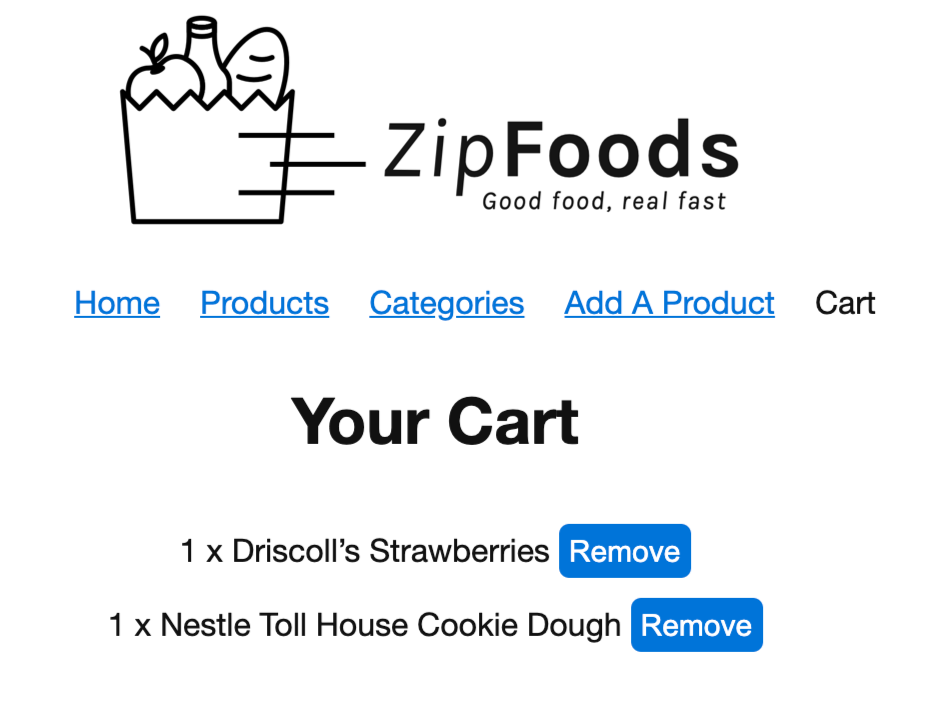 ZipFoods
Good food, real fast
Home Products Categories Add A Product Cart
Your Cart
1 x Driscoll’s Strawberries Remove
1 x Nestle Toll House Cookie Dough Remove